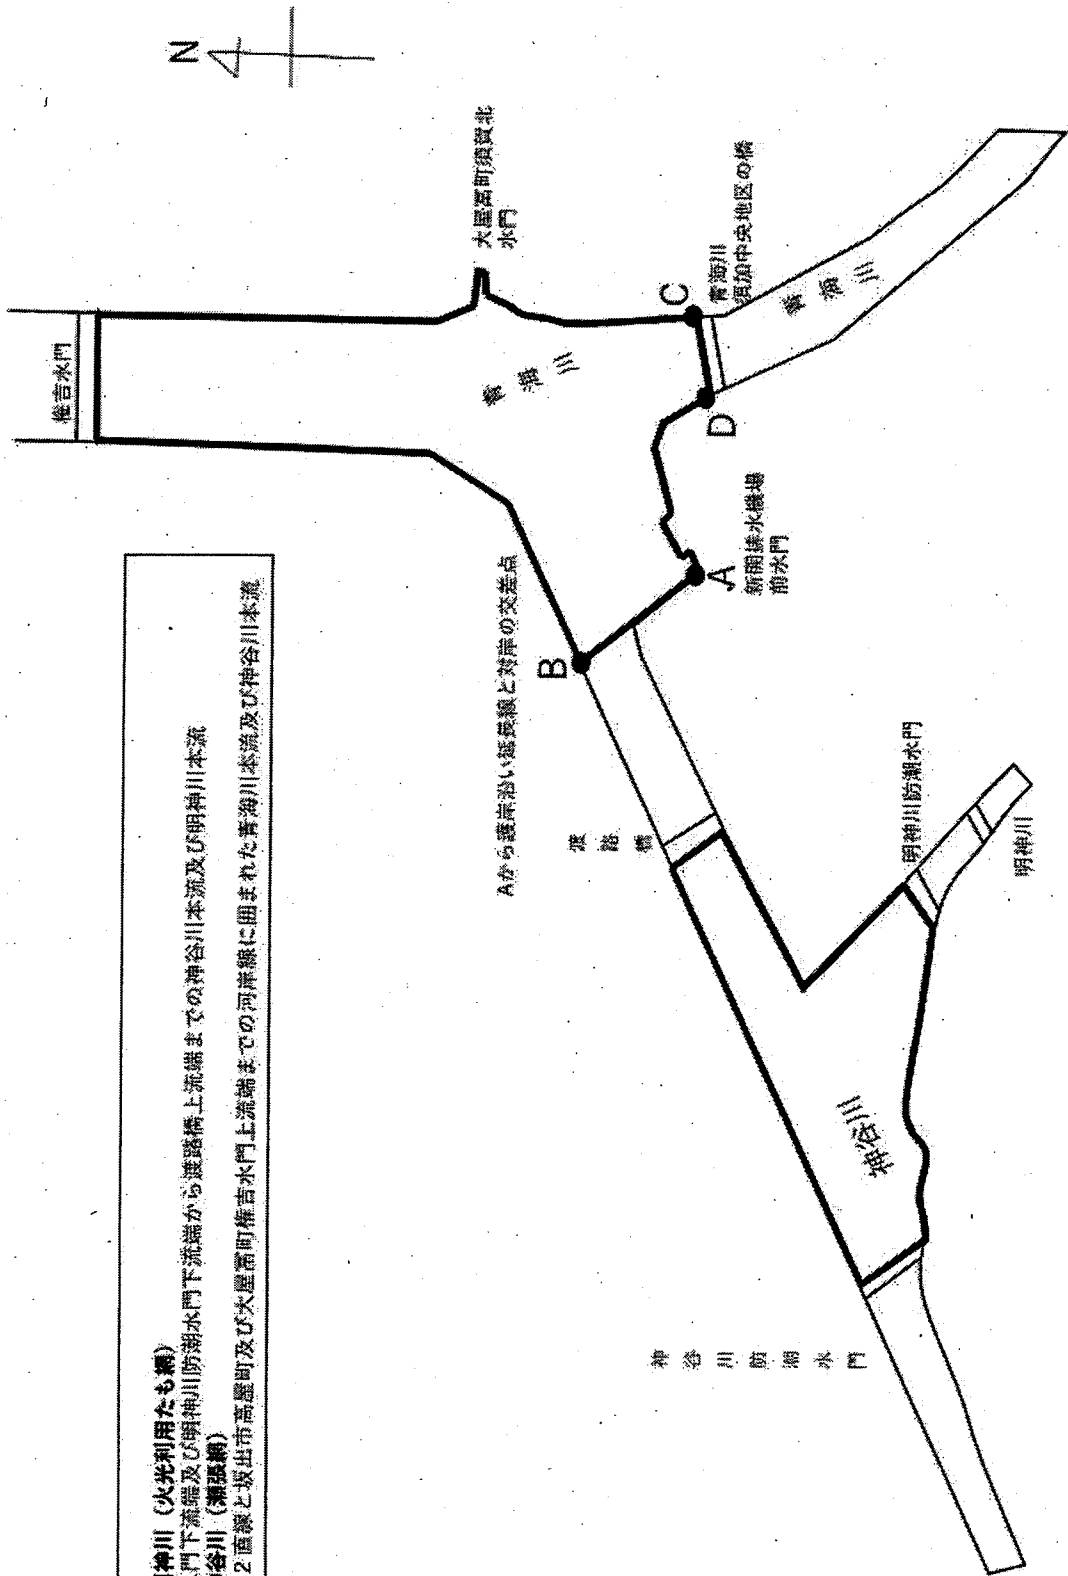 明神川（火光利用たも網）
門下流端及び明神川防潮水門下流端から渡路橋上流端までの神谷川本流及び明神川本流
神谷川（瀬張網）
2直線と坂出市高屋町及び大屋冨町権吉水門上流端までの河岸線に囲まれた青海川本流及び神谷川本流
N
権吉水門
大屋冨町須賀北
水門
青海川
C
青海川
須加中央地区の橋
青海川
D
A
新開排水機場
前水門
B
Aから護岸沿い延長線と対岸の交差点
渡路橋
明神川防潮水門
明神川
神谷川
神谷川防潮水門